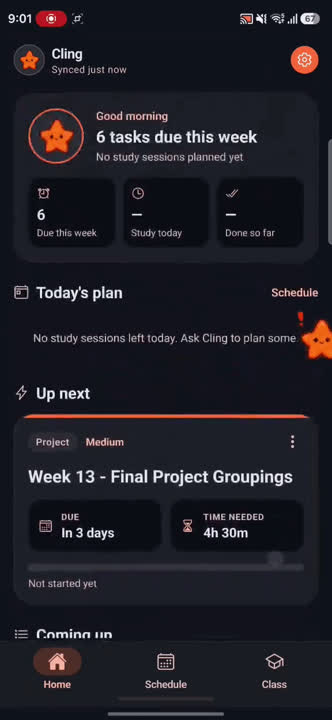 9:01
67
Cling
Synced just now
Good morning
6 tasks due this week
No study sessions planned yet
6
Due this week
–
Study today
–
Done so far
Today's plan
Schedule
No study sessions left today. Ask Cling to plan some.
!
Up next
Project
Medium
Week 13 - Final Project Groupings
DUE
In 3 days
TIME NEEDED
4h 30m
Not started yet
Coming up
Home
Schedule
Class